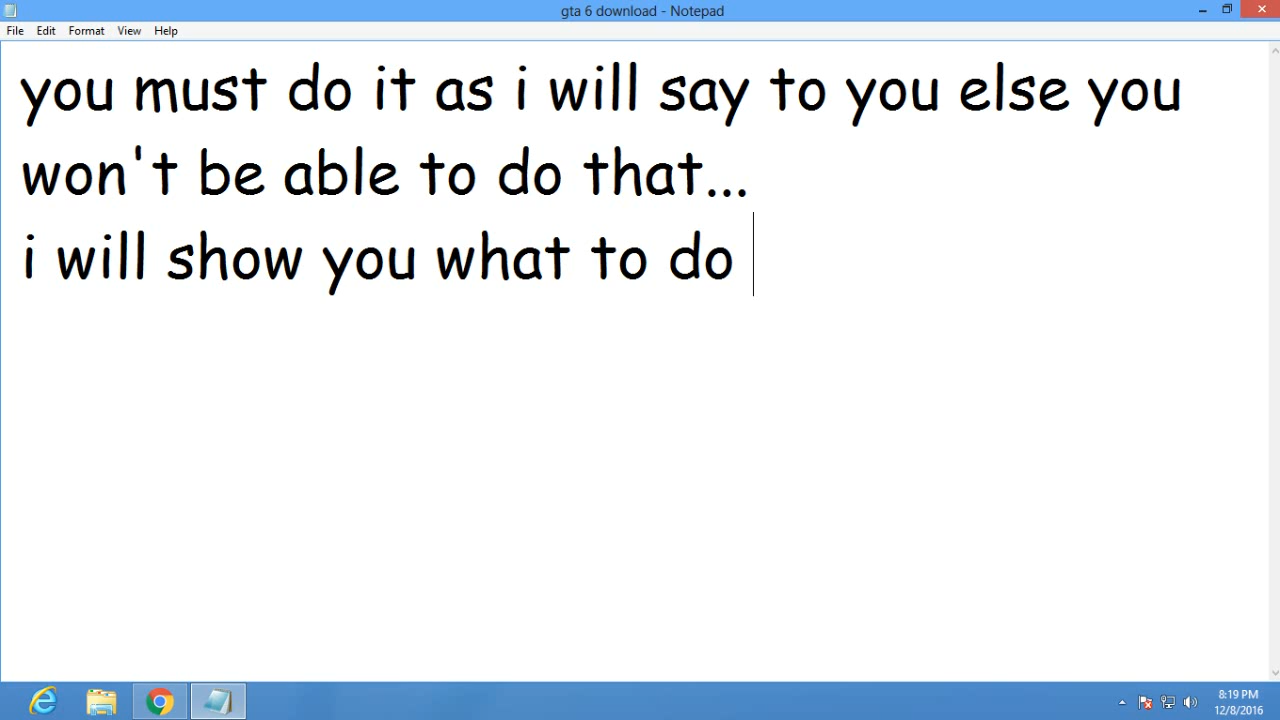 gta 6 download - Notepad
File Edit Format View Help
you must do it as i will say to you else you
won't be able to do that...
i will show you what to do
8:19 PM
12/8/2016